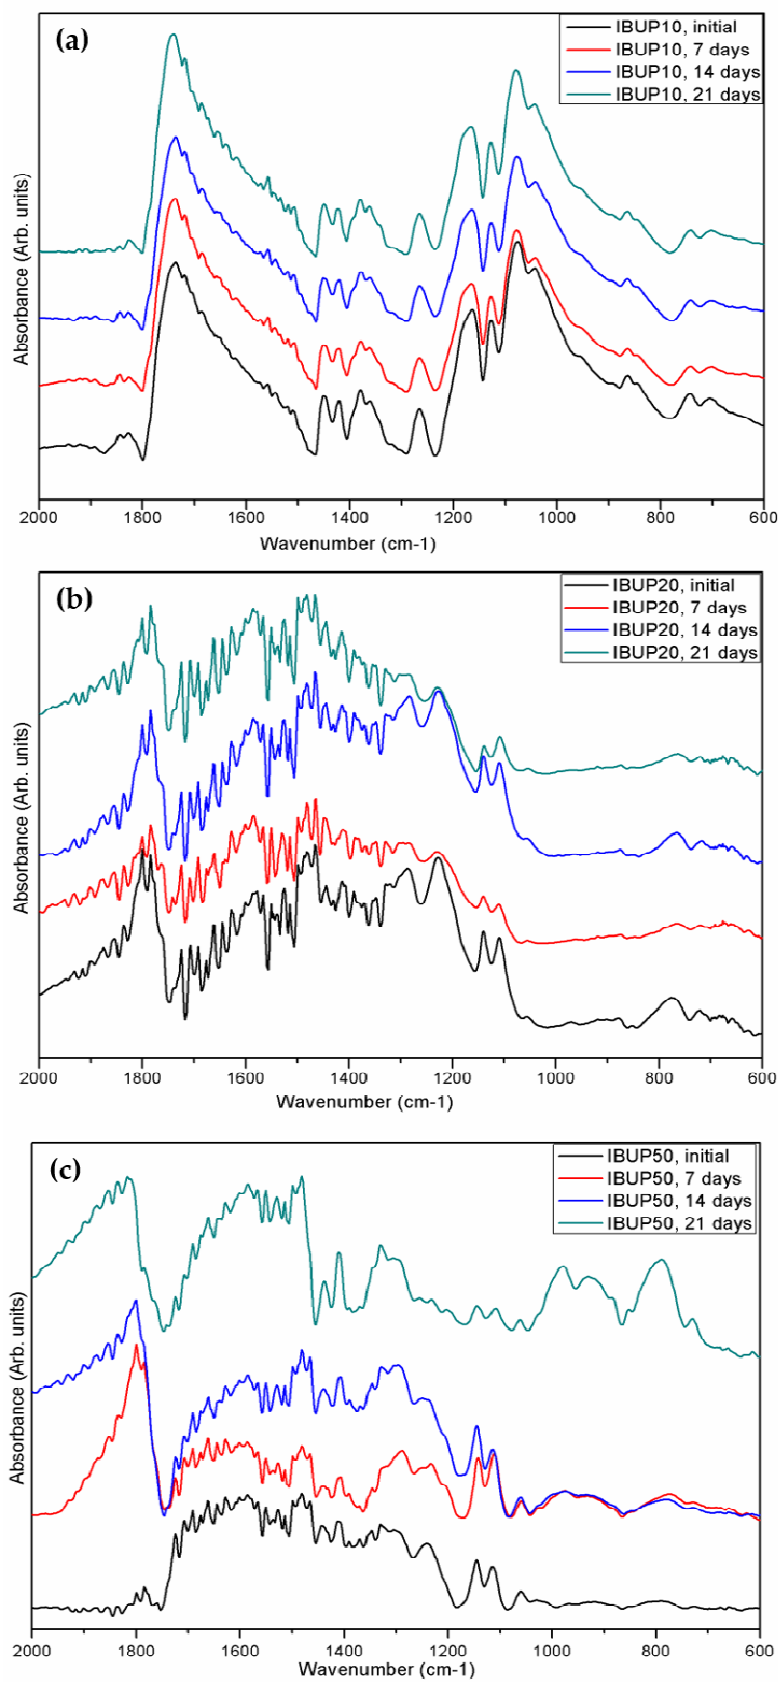 (a)
IBUP10, initial
IBUP10, 7 days
IBUP10, 14 days
IBUP10, 21 days
Absorbance (Arb. units)
2000 1800 1600 1400 1200 1000 800 600
Wavenumber (cm-1)
(b)
IBUP20, initial
IBUP20, 7 days
IBUP20, 14 days
IBUP20, 21 days
Absorbance (Arb. units)
2000 1800 1600 1400 1200 1000 800 600
Wavenumber (cm-1)
(c)
IBUP50, initial
IBUP50, 7 days
IBUP50, 14 days
IBUP50, 21 days
Absorbance (Arb. units)
2000 1800 1600 1400 1200 1000 800 600
Wavenumber (cm-1)